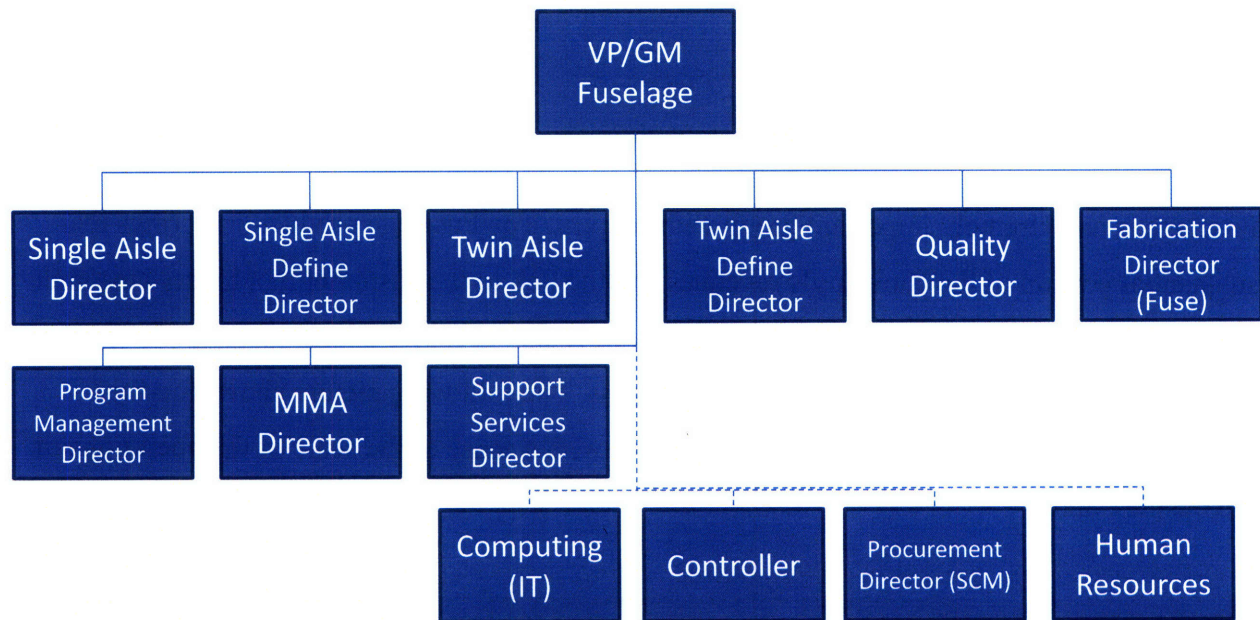 VP/GM
Fuselage
Single Aisle
Director
Single Aisle
Define
Director
Twin Aisle
Director
Twin Aisle
Define
Director
Quality
Director
Fabrication
Director
(Fuse)
Program
Management
Director
MMA
Director
Support
Services
Director
Computing
(IT)
Controller
Procurement
Director (SCM)
Human
Resources